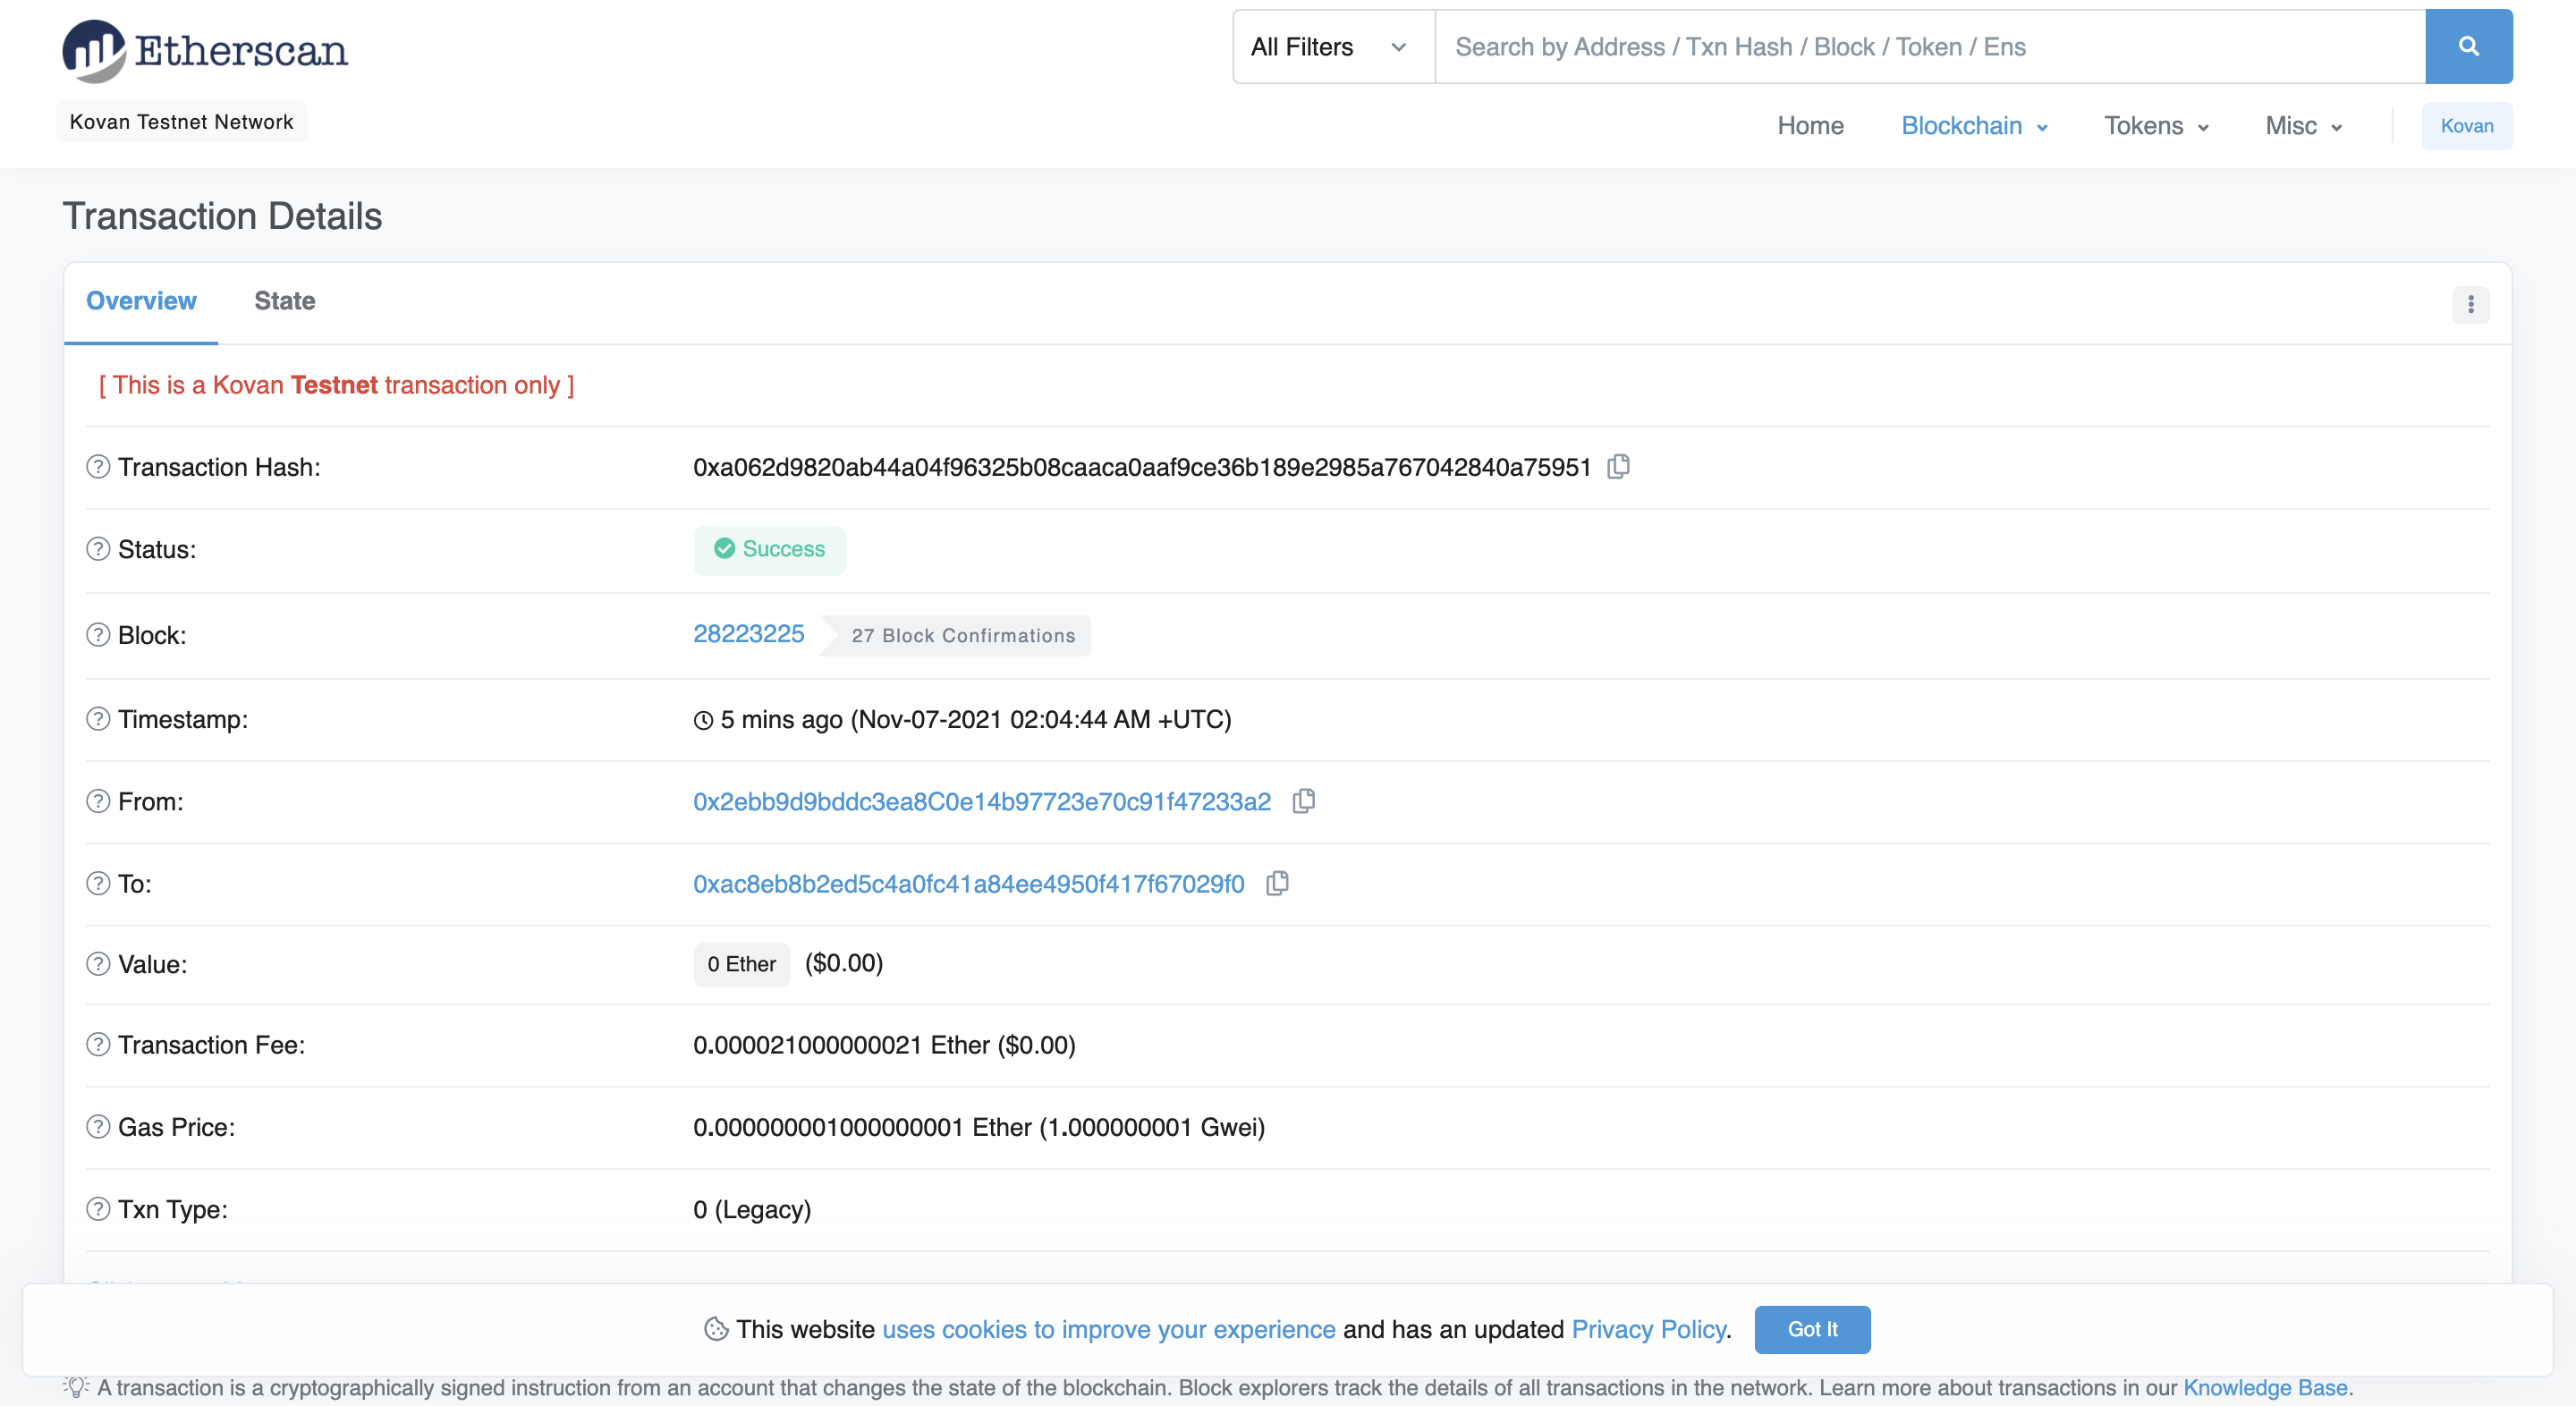 Etherscan
All Filters
Search by Address / Txn Hash / Block / Token / Ens
Kovan Testnet Network
Home Blockchain Tokens Misc Kovan
Transaction Details
Overview State
[ This is a Kovan Testnet transaction only ]
Transaction Hash: 0xa062d9820ab44a04f96325b08caaca0aaf9ce36b189e2985a767042840a75951
Status: Success
Block: 28223225 27 Block Confirmations
Timestamp: 5 mins ago (Nov-07-2021 02:04:44 AM +UTC)
From: 0x2ebb9d9bddc3ea8C0e14b97723e70c91f47233a2
To: 0xac8eb8b2ed5c4a0fc41a84ee4950f417f67029f0
Value: 0 Ether ($0.00)
Transaction Fee: 0.000021000000021 Ether ($0.00)
Gas Price: 0.000000001000000001 Ether (1.000000001 Gwei)
Txn Type: 0 (Legacy)
This website uses cookies to improve your experience and has an updated Privacy Policy. Got It
A transaction is a cryptographically signed instruction from an account that changes the state of the blockchain. Block explorers track the details of all transactions in the network. Learn more about transactions in our Knowledge Base.